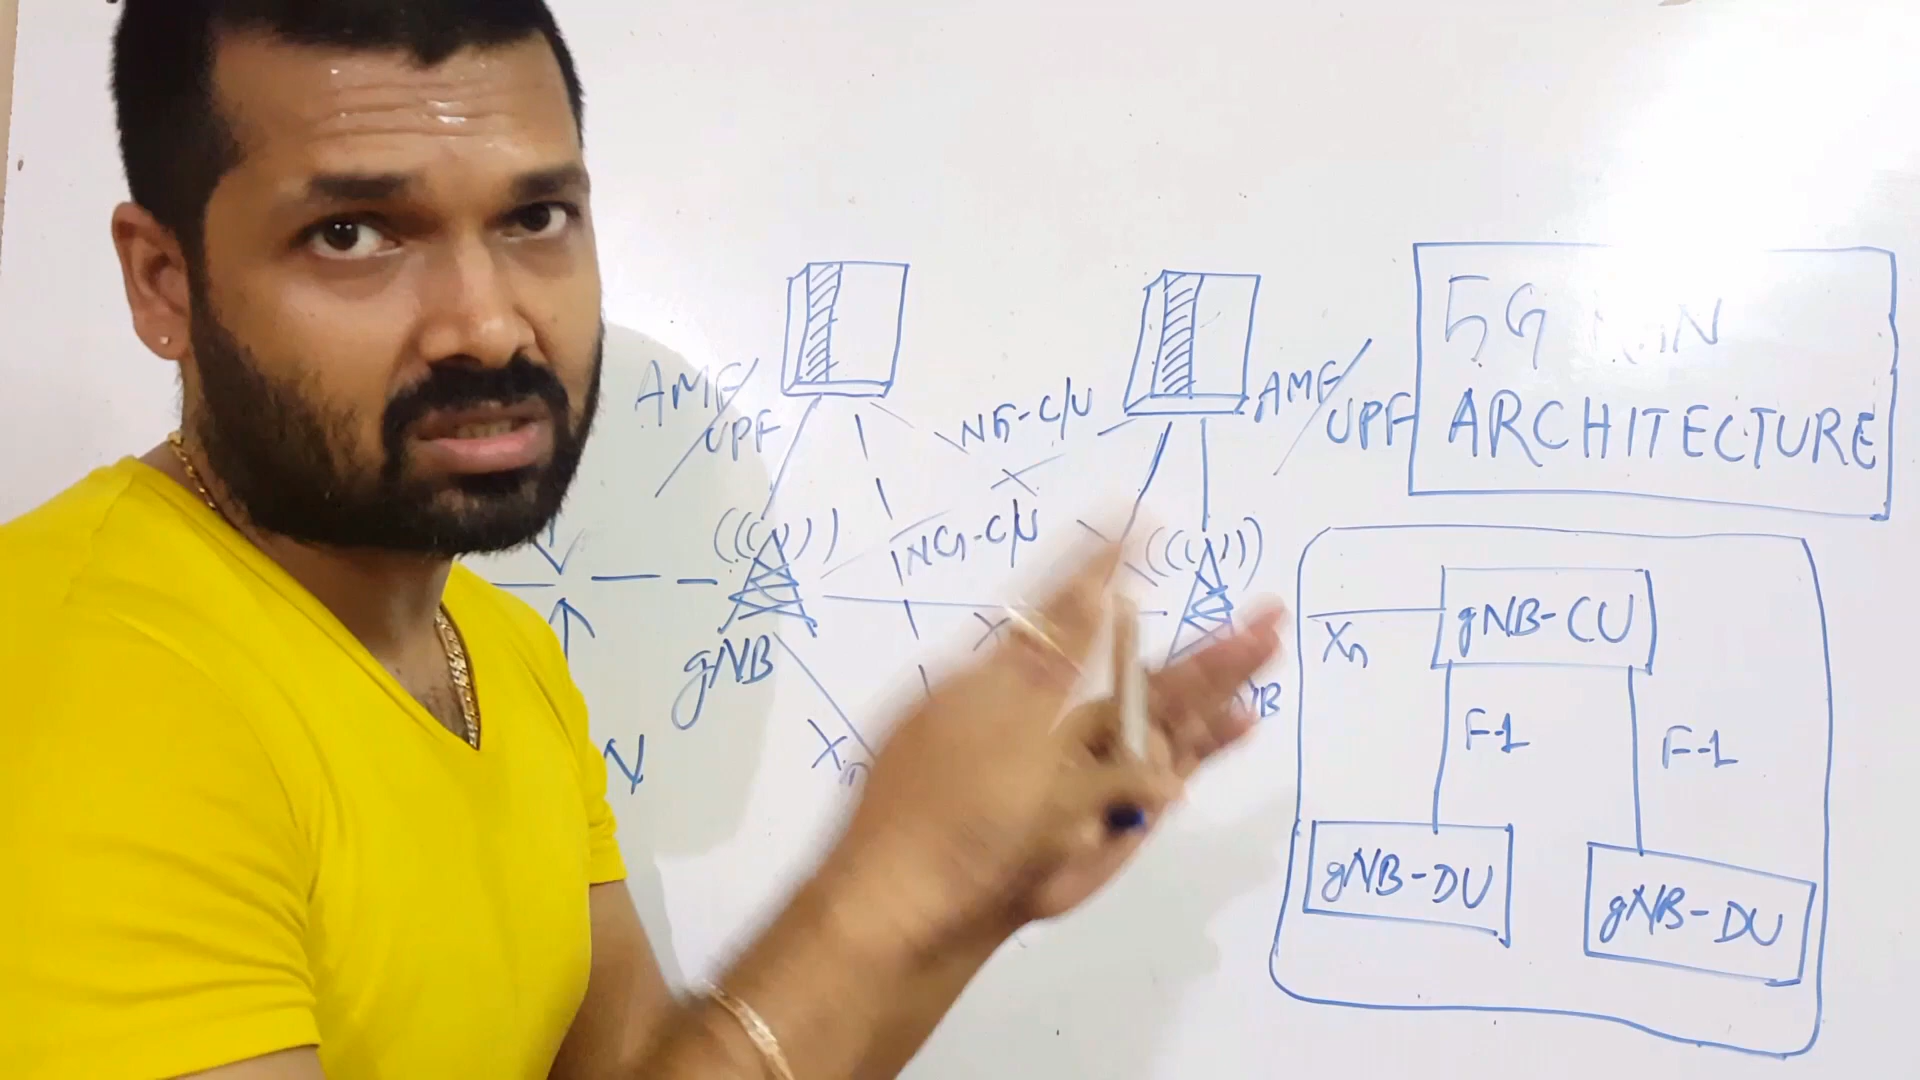 5G
ARCHITECTURE
AMF/
UPF
NG-C/U
AMF/
UPF
NG-C/U
gNB
Xn
Xn
gNB-CU
F-1
F-1
gNB-DU
gNB-DU